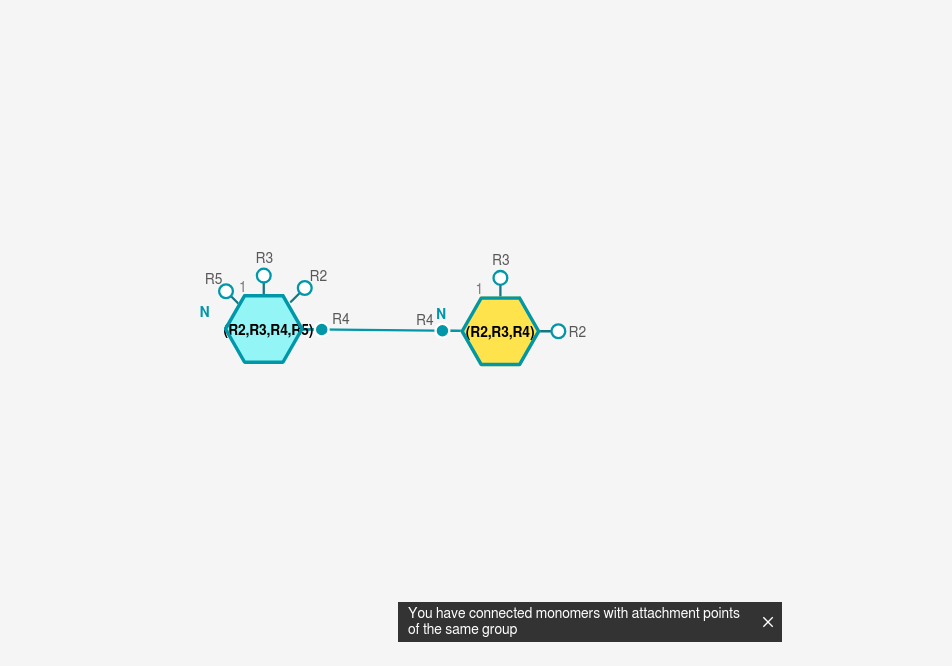 R3
R5
1
R2
N
(R2,R3,R4,R5)
R4
R4
N
R3
1
(R2,R3,R4)
R2
You have connected monomers with attachment points
of the same group